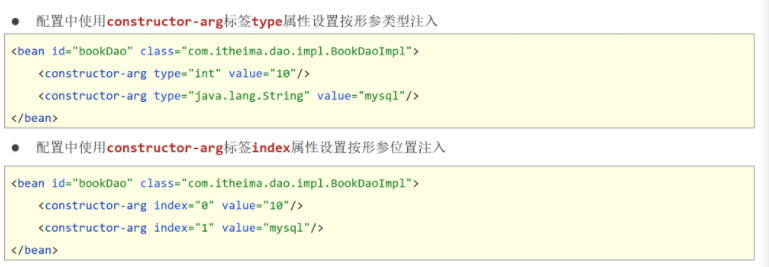 ● 配置中使用constructor-arg标签type属性设置按形参类型注入
<bean id="bookDao" class="com.itheima.dao.impl.BookDaoImpl">
    <constructor-arg type="int" value="10"/>
    <constructor-arg type="java.lang.String" value="mysql"/>
</bean>
● 配置中使用constructor-arg标签index属性设置按形参位置注入
<bean id="bookDao" class="com.itheima.dao.impl.BookDaoImpl">
    <constructor-arg index="0" value="10"/>
    <constructor-arg index="1" value="mysql"/>
</bean>